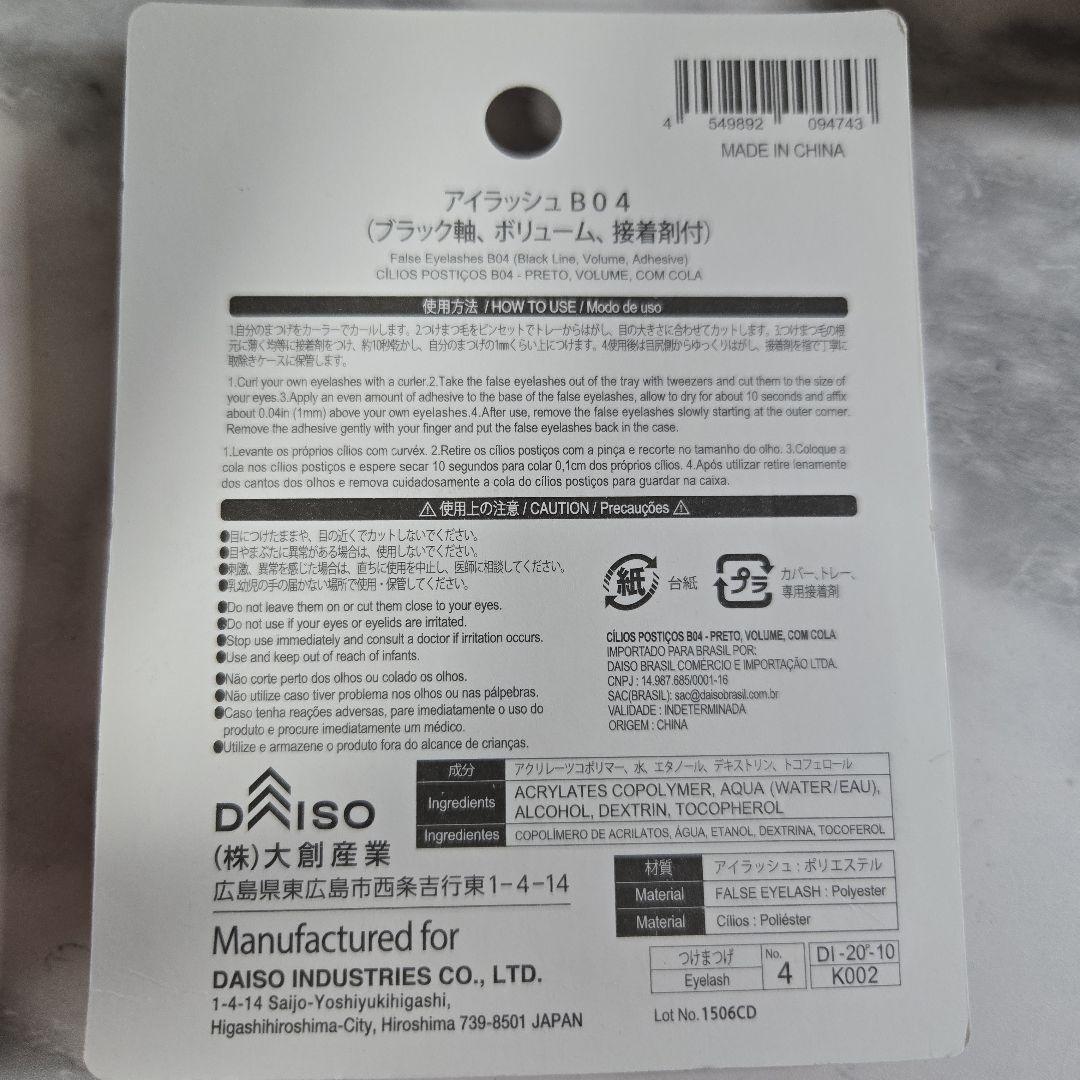 4 549892 094743
MADE IN CHINA
アイラッシュ B04
(ブラック軸、ボリューム、接着剤付)
False Eyelashes B04 (Black Line, Volume, Adhesive)
CÍLIOS POSTIÇOS B04 - PRETO, VOLUME, COM COLA
使用方法 / HOW TO USE / Modo de uso
1.自分のまつげをカーラーでカールします。2.つけまつ毛をピンセットでトレーからはがし、目の大きさに合わせてカットします。3.つけまつ毛の根
元に薄く均等に接着剤をつけ、約10秒乾かし、自分のまつげの1mmくらい上につけます。4.使用後は目尻側からゆっくりはがし、接着剤を指で丁寧に
取除きケースに保管します。
1.Curl your own eyelashes with a curler.2.Take the false eyelashes out of the tray with tweezers and cut them to the size of
your eyes.3.Apply an even amount of adhesive to the base of the false eyelashes, allow to dry for about 10 seconds and affix
about 0.04in (1mm) above your own eyelashes.4.After use, remove the false eyelashes slowly starting at the outer corner.
Remove the adhesive gently with your finger and put the false eyelashes back in the case.
1.Levante os próprios cílios com curvéx. 2.Retire os cílios postiços com a pinça e recorte no tamanho do olho. 3.Coloque a
cola nos cílios postiços e espere secar 10 segundos para colar 0,1cm dos próprios cílios. 4.Após utilizar retire lenamente
dos cantos dos olhos e remova cuidadosamente a cola do cílios postiços para guardar na caixa.
⚠ 使用上の注意 / CAUTION / Precauções ⚠
●目につけたままや、目の近くでカットしないでください。
●目やまぶたに異常がある場合は、使用しないでください。
●刺激、異常を感じた場合は、直ちに使用を中止し、医師に相談してください。
●乳幼児の手の届かない場所で使用・保管してください。
●Do not leave them on or cut them close to your eyes.
●Do not use if your eyes or eyelids are irritated.
●Stop use immediately and consult a doctor if irritation occurs.
●Use and keep out of reach of infants.
●Não corte perto dos olhos ou colado os olhos.
●Não utilize caso tiver problema nos olhos ou nas pálpebras.
●Caso tenha reações adversas, pare imediatamente o uso do
produto e procure imediatamente um médico.
●Utilize e armazene o produto fora do alcance de crianças.
紙 台紙
プラ カバー、トレー、
専用接着剤
CÍLIOS POSTIÇOS B04 - PRETO, VOLUME, COM COLA
IMPORTADO PARA BRASIL POR:
DAISO BRASIL COMÉRCIO E IMPORTAÇÃO LTDA.
CNPJ : 14.987.685/0001-16
SAC(BRASIL): sac@daisobrasil.com.br
VALIDADE : INDETERMINADA
ORIGEM : CHINA
成分 アクリレーツコポリマー、水、エタノール、デキストリン、トコフェロール
Ingredients ACRYLATES COPOLYMER, AQUA (WATER/EAU),
ALCOHOL, DEXTRIN, TOCOPHEROL
Ingredientes COPOLÍMERO DE ACRILATOS, ÁGUA, ETANOL, DEXTRINA, TOCOFEROL
DAISO
(株)大創産業
広島県東広島市西条吉行東1-4-14
Manufactured for
DAISO INDUSTRIES CO., LTD.
1-4-14 Saijo-Yoshiyukihigashi,
Higashihiroshima-City, Hiroshima 739-8501 JAPAN
材質 アイラッシュ : ポリエステル
Material FALSE EYELASH : Polyester
Material Cílios : Poliéster
つけまつげ
Eyelash
No.
4
DI-20P-10
K002
Lot No.1506CD